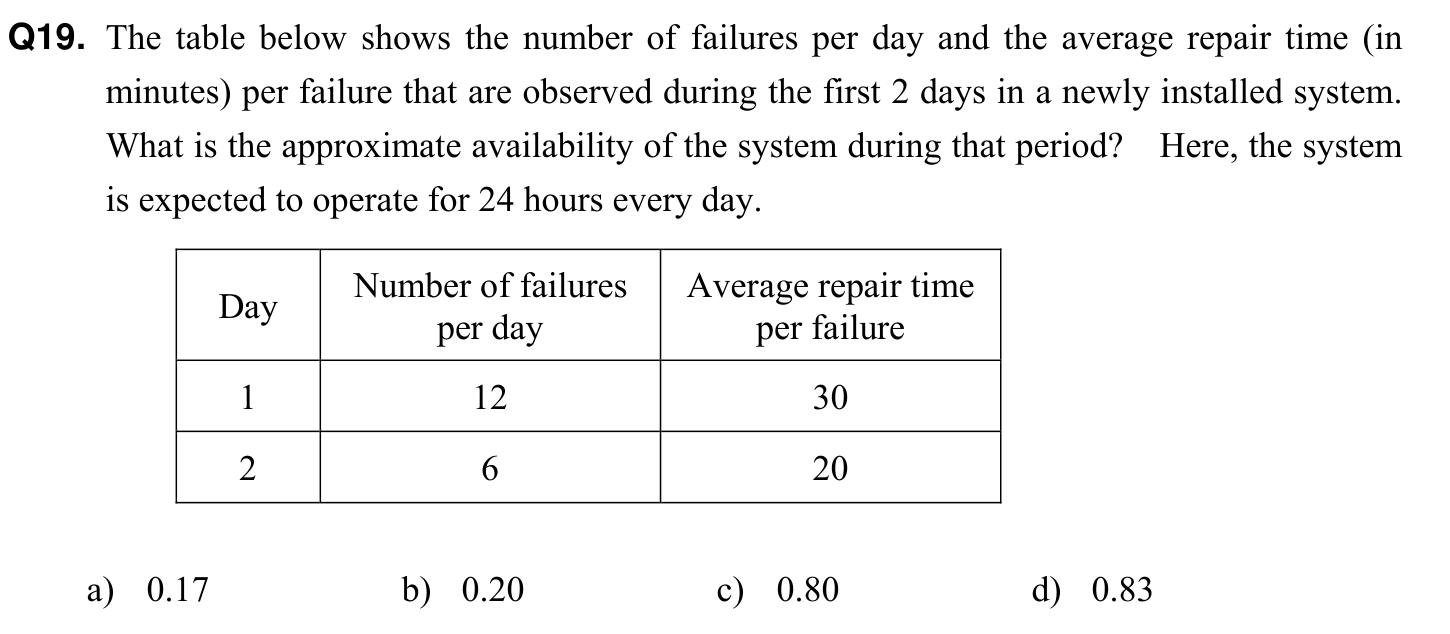 Q19. The table below shows the number of failures per day and the average repair time (in
minutes) per failure that are observed during the first 2 days in a newly installed system.
What is the approximate availability of the system during that period? Here, the system
is expected to operate for 24 hours every day.
Day
Number of failures
per day
Average repair time
per failure
1 12 30
2 6 20
a) 0.17 b) 0.20 c) 0.80 d) 0.83